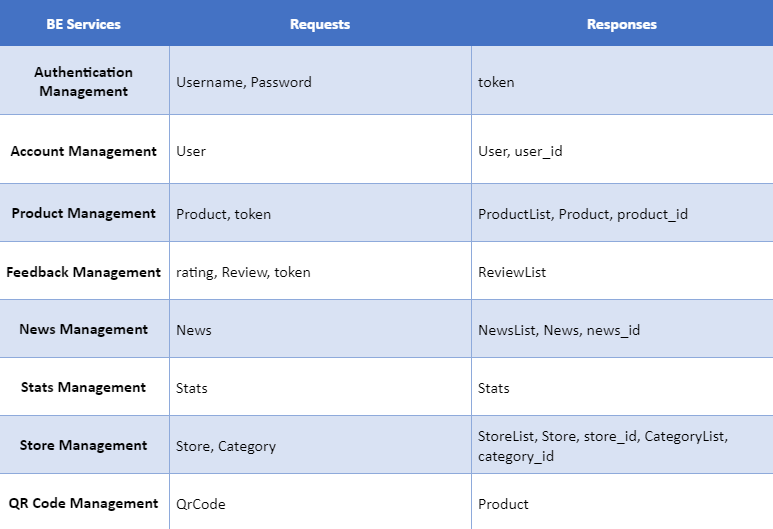 BE Services Requests Responses
Authentication
Management
Username, Password
token
Account Management User User, user_id
Product Management Product, token ProductList, Product, product_id
Feedback Management rating, Review, token ReviewList
News Management News NewsList, News, news_id
Stats Management Stats Stats
Store Management Store, Category
StoreList, Store, store_id, CategoryList,
category_id
QR Code Management QrCode Product